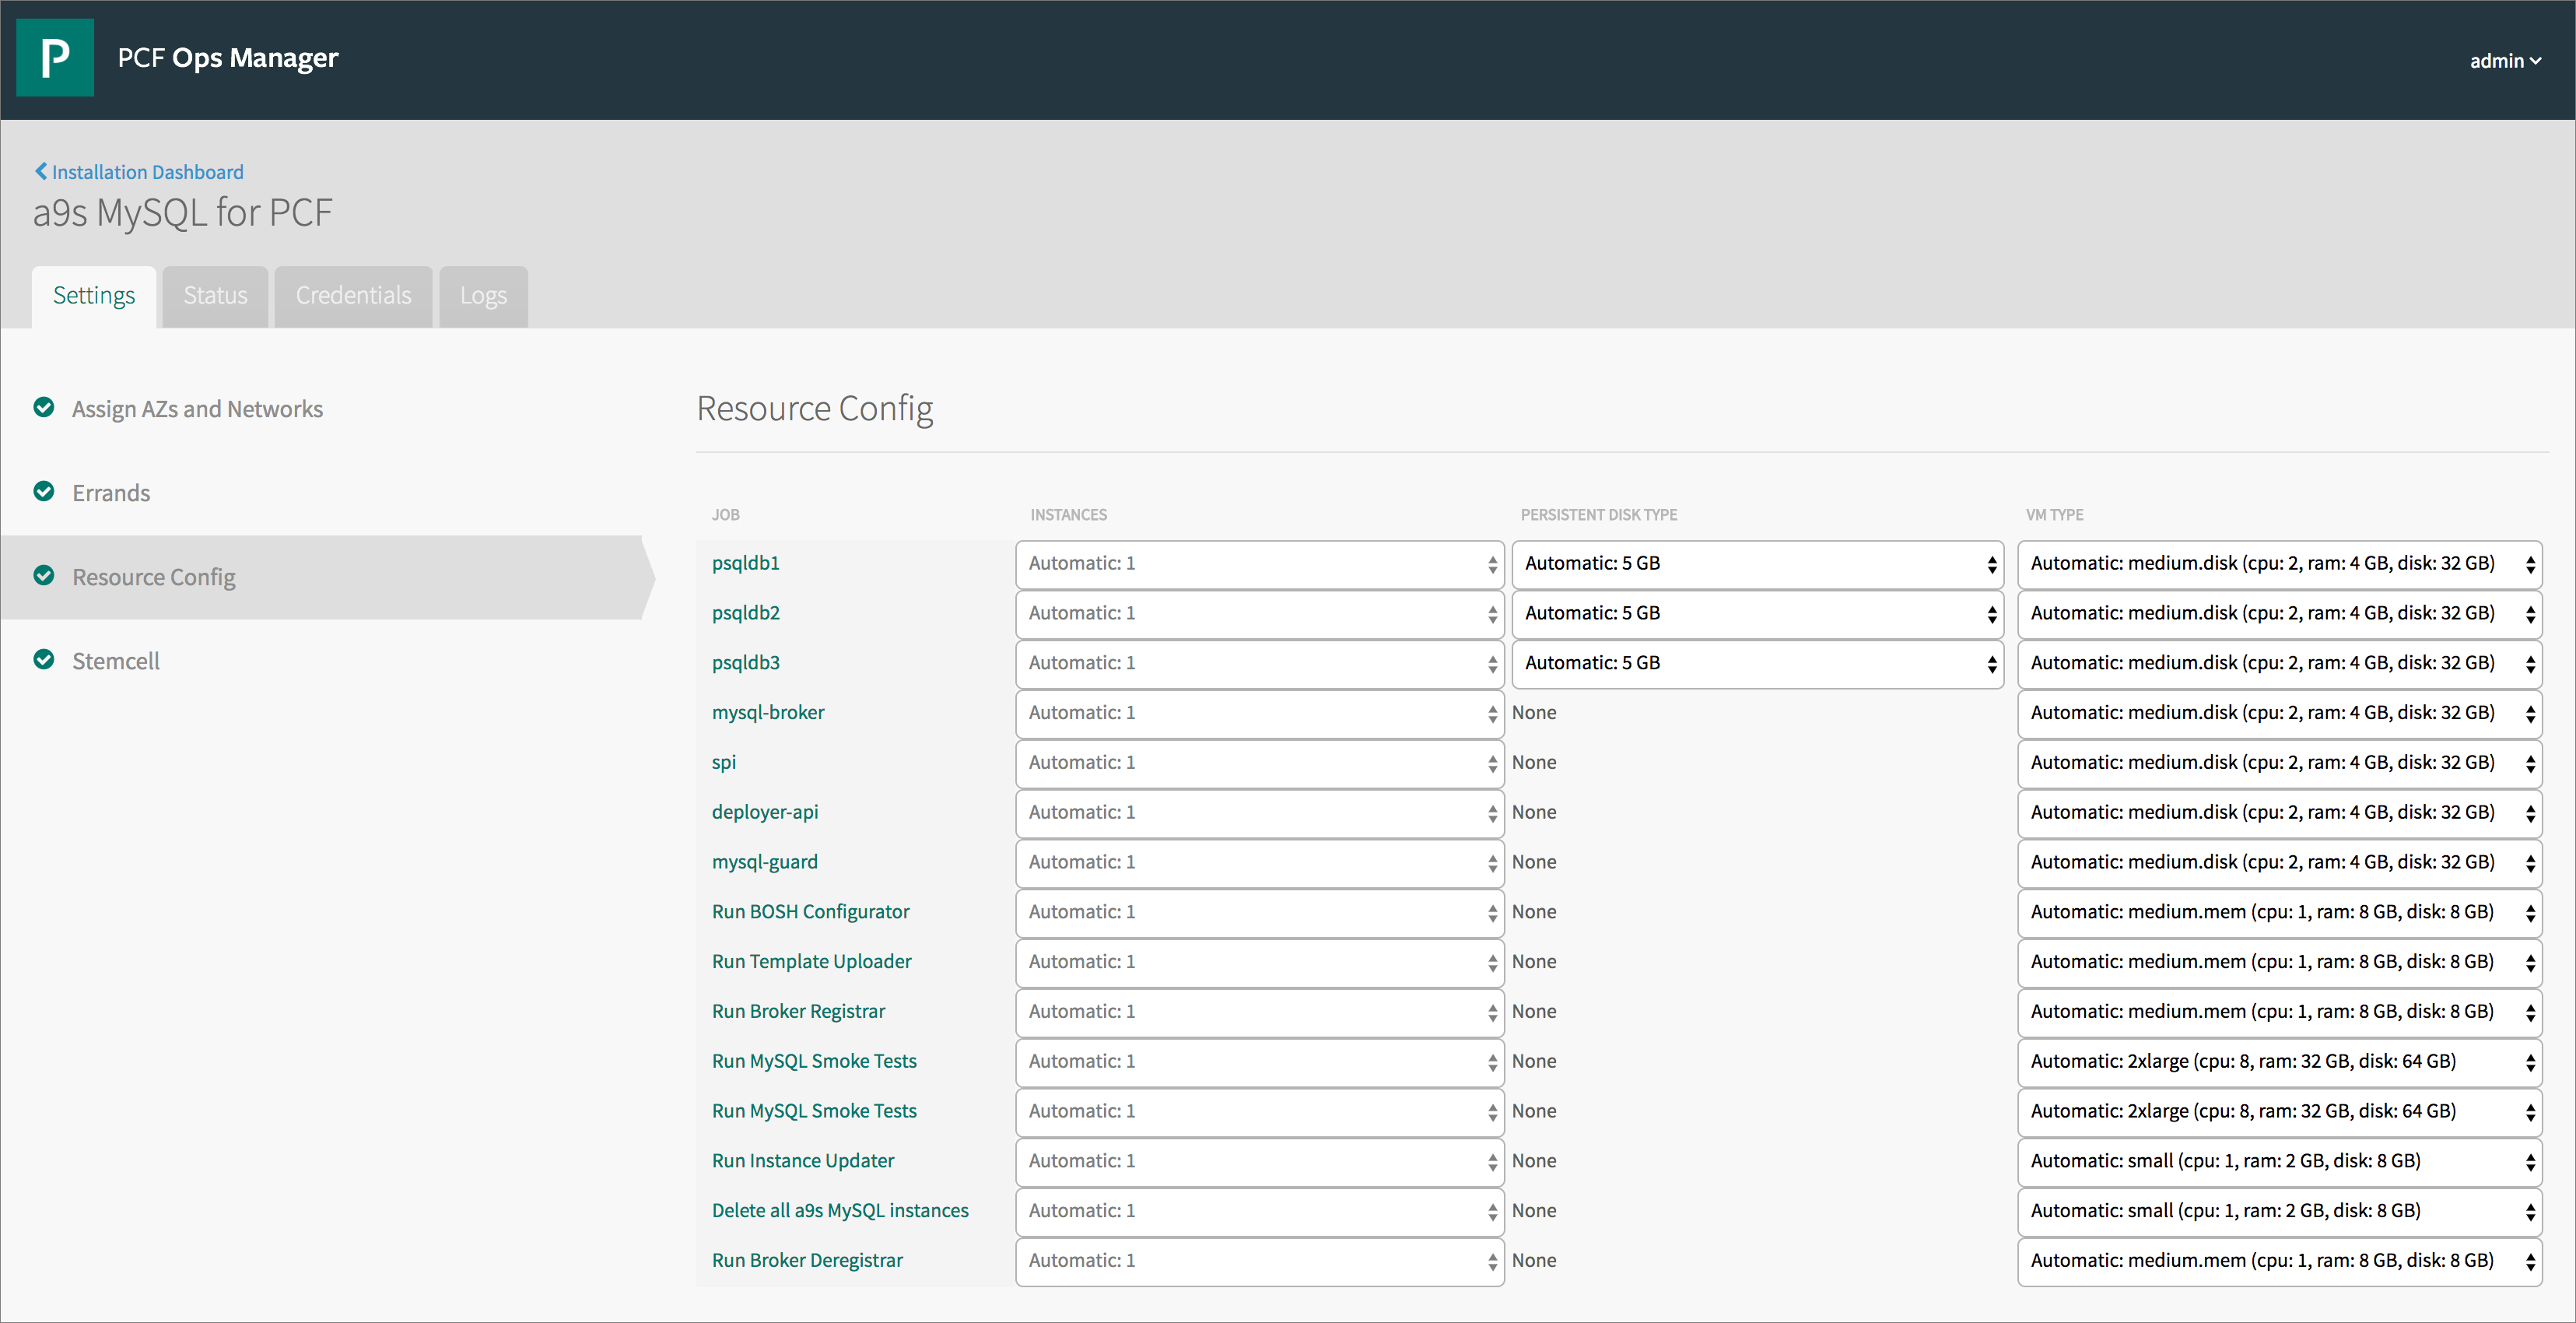 P
PCF Ops Manager
admin
Installation Dashboard
a9s MySQL for PCF
Settings Status Credentials Logs
Assign AZs and Networks
Errands
Resource Config
Stemcell
Resource Config
JOB INSTANCES PERSISTENT DISK TYPE VM TYPE
psqldb1 Automatic: 1 Automatic: 5 GB Automatic: medium.disk (cpu: 2, ram: 4 GB, disk: 32 GB)
psqldb2 Automatic: 1 Automatic: 5 GB Automatic: medium.disk (cpu: 2, ram: 4 GB, disk: 32 GB)
psqldb3 Automatic: 1 Automatic: 5 GB Automatic: medium.disk (cpu: 2, ram: 4 GB, disk: 32 GB)
mysql-broker Automatic: 1 None Automatic: medium.disk (cpu: 2, ram: 4 GB, disk: 32 GB)
spi Automatic: 1 None Automatic: medium.disk (cpu: 2, ram: 4 GB, disk: 32 GB)
deployer-api Automatic: 1 None Automatic: medium.disk (cpu: 2, ram: 4 GB, disk: 32 GB)
mysql-guard Automatic: 1 None Automatic: medium.disk (cpu: 2, ram: 4 GB, disk: 32 GB)
Run BOSH Configurator Automatic: 1 None Automatic: medium.mem (cpu: 1, ram: 8 GB, disk: 8 GB)
Run Template Uploader Automatic: 1 None Automatic: medium.mem (cpu: 1, ram: 8 GB, disk: 8 GB)
Run Broker Registrar Automatic: 1 None Automatic: medium.mem (cpu: 1, ram: 8 GB, disk: 8 GB)
Run MySQL Smoke Tests Automatic: 1 None Automatic: 2xlarge (cpu: 8, ram: 32 GB, disk: 64 GB)
Run MySQL Smoke Tests Automatic: 1 None Automatic: 2xlarge (cpu: 8, ram: 32 GB, disk: 64 GB)
Run Instance Updater Automatic: 1 None Automatic: small (cpu: 1, ram: 2 GB, disk: 8 GB)
Delete all a9s MySQL instances Automatic: 1 None Automatic: small (cpu: 1, ram: 2 GB, disk: 8 GB)
Run Broker Deregistrar Automatic: 1 None Automatic: medium.mem (cpu: 1, ram: 8 GB, disk: 8 GB)